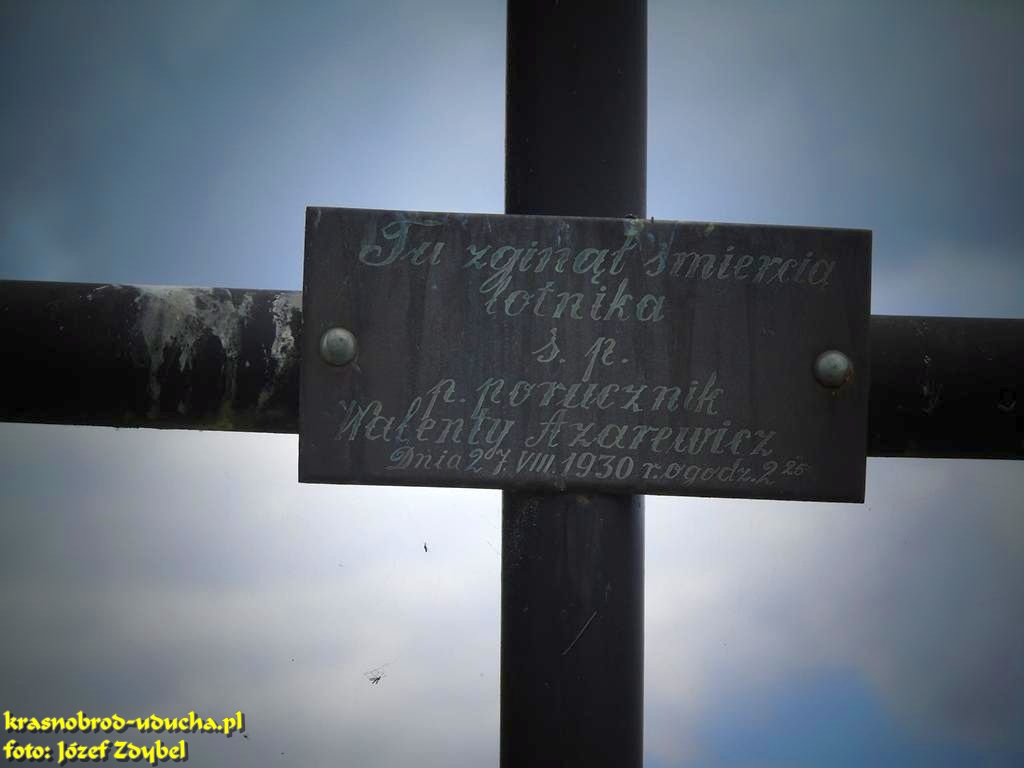 Tu zginął śmiercią
lotnika
ś. p.
p. porucznik
Walenty Azarewicz
Dnia 27. VIII. 1930 r. o godz. 2 25
krasnobrod-uducha.pl
foto: Józef Zdybel